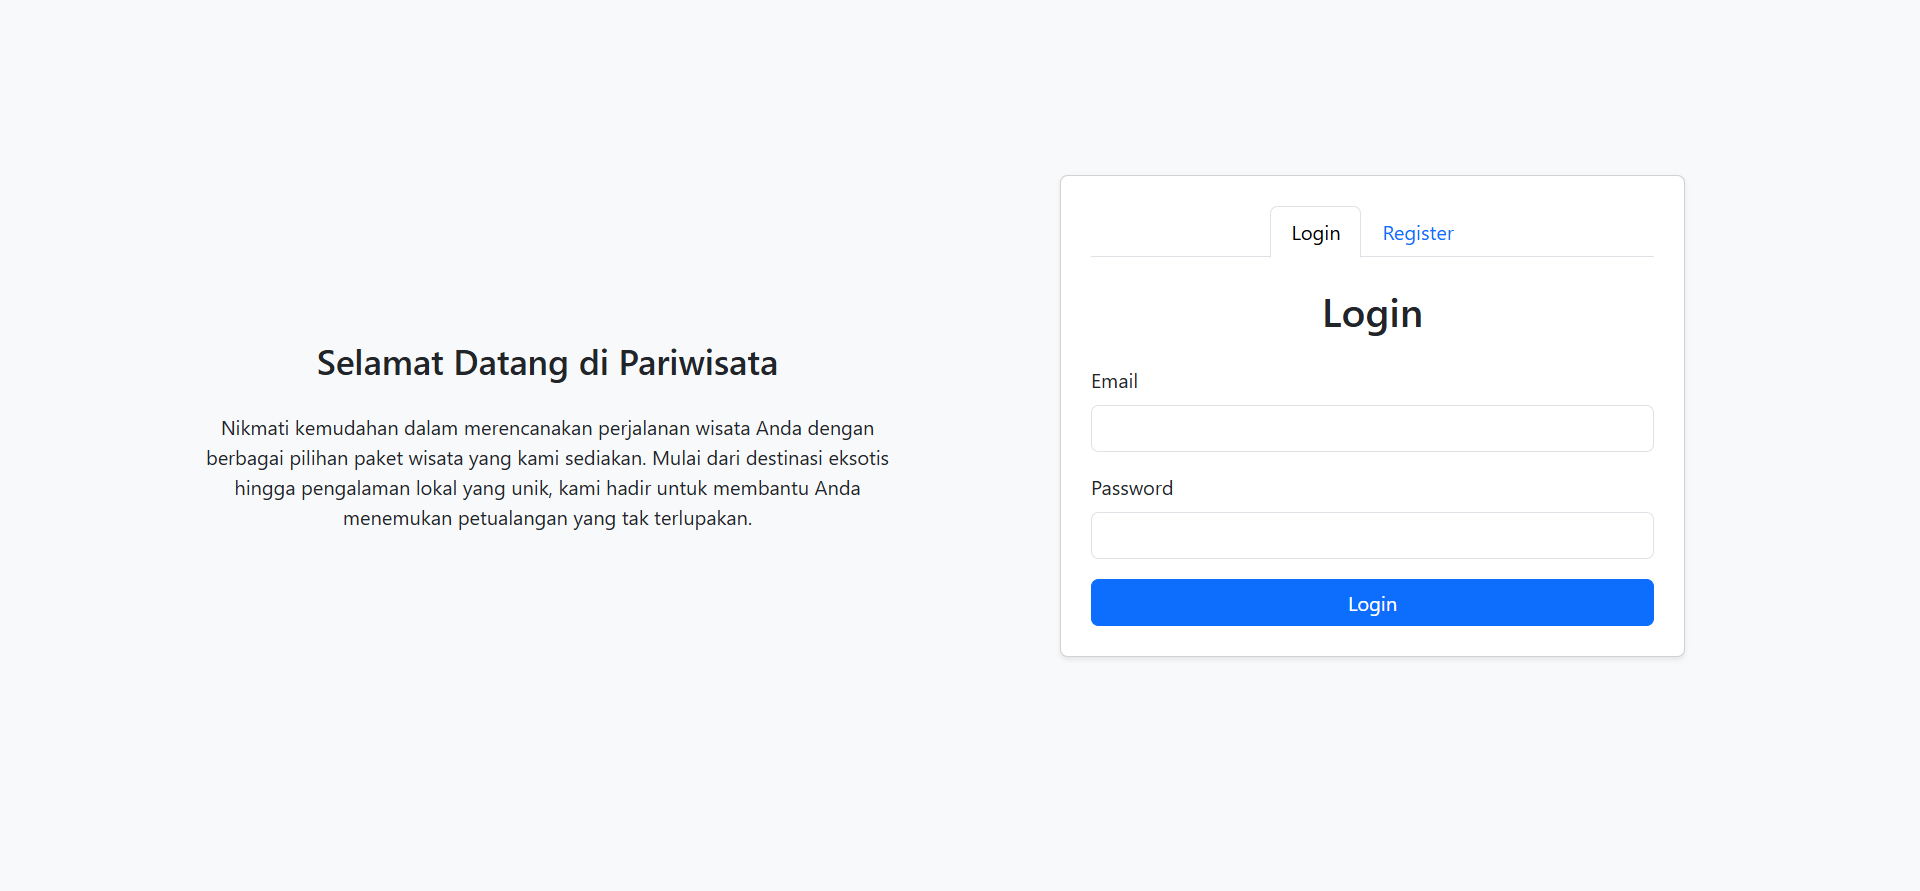 Selamat Datang di Pariwisata
Nikmati kemudahan dalam merencanakan perjalanan wisata Anda dengan
berbagai pilihan paket wisata yang kami sediakan. Mulai dari destinasi eksotis
hingga pengalaman lokal yang unik, kami hadir untuk membantu Anda
menemukan petualangan yang tak terlupakan.
Login Register
Login
Email
Password
Login